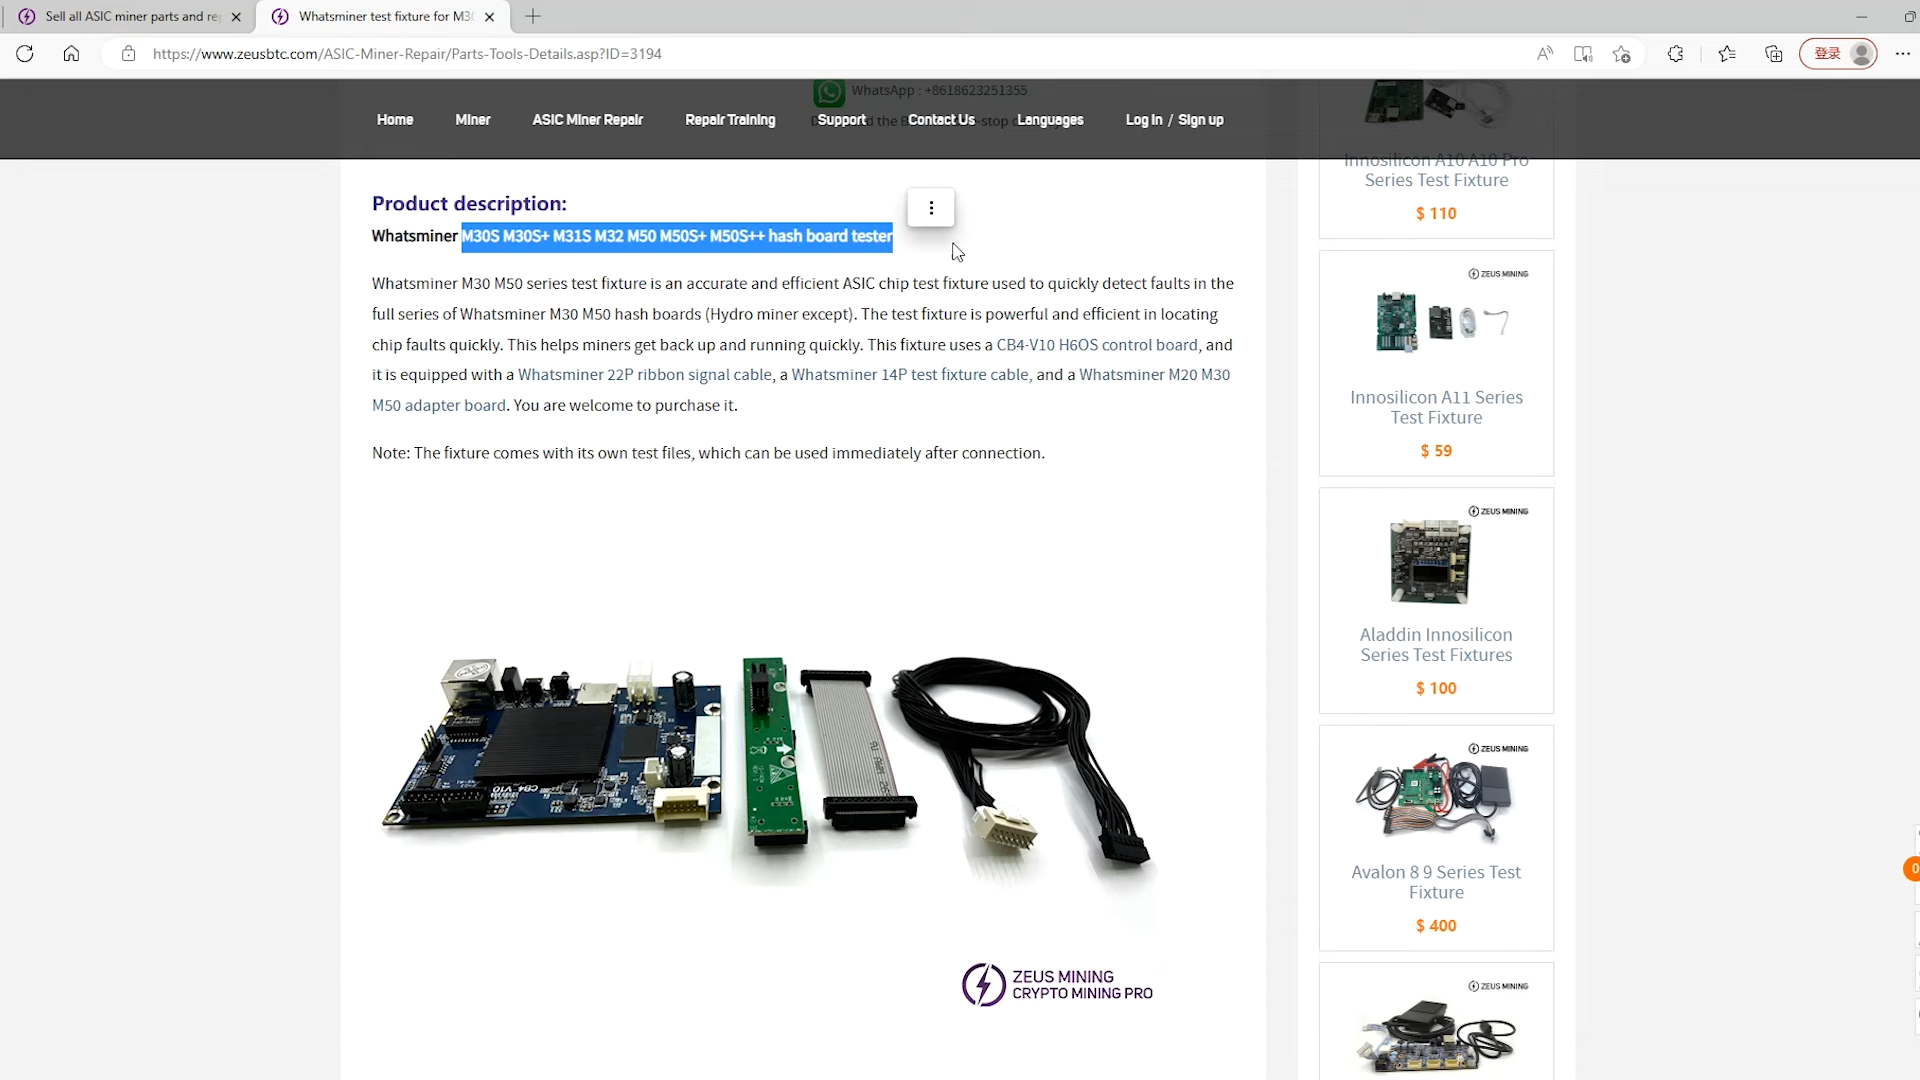 Sell all ASIC miner parts and re
Whatsminer test fixture for M3
https://www.zeusbtc.com/ASIC-Miner-Repair/Parts-Tools-Details.asp?ID=3194
登录
WhatsApp : +8618623251355
Home
Miner
ASIC Miner Repair
Repair Training
Support
Contact Us
Languages
Log in / Sign up
Product description:
Whatsminer M30S M30S+ M31S M32 M50 M50S+ M50S++ hash board tester
Whatsminer M30 M50 series test fixture is an accurate and efficient ASIC chip test fixture used to quickly detect faults in the
full series of Whatsminer M30 M50 hash boards (Hydro miner except). The test fixture is powerful and efficient in locating
chip faults quickly. This helps miners get back up and running quickly. This fixture uses a CB4-V10 H6OS control board, and
it is equipped with a Whatsminer 22P ribbon signal cable, a Whatsminer 14P test fixture cable, and a Whatsminer M20 M30
M50 adapter board. You are welcome to purchase it.
Note: The fixture comes with its own test files, which can be used immediately after connection.
CB4-V10
ZEUS MINING
CRYPTO MINING PRO
Innosilicon A10 A10 Pro
Series Test Fixture
$ 110
ZEUS MINING
Innosilicon A11 Series
Test Fixture
$ 59
ZEUS MINING
Aladdin Innosilicon
Series Test Fixtures
$ 100
ZEUS MINING
Avalon 8 9 Series Test
Fixture
$ 400
ZEUS MINING
0